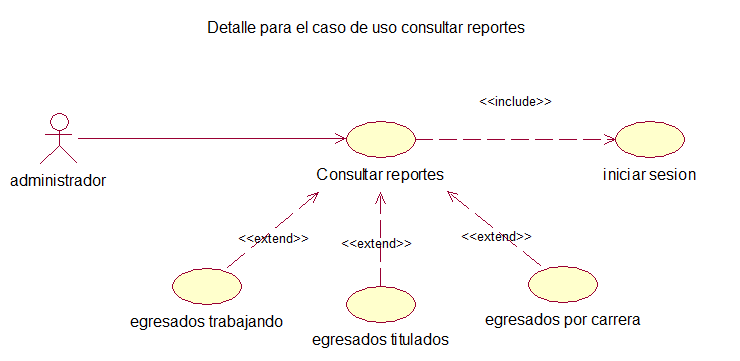 Detalle para el caso de uso consultar reportes
<<include>>
administrador
Consultar reportes
iniciar sesion
<<extend>>
<<extend>>
<<extend>>
egresados trabajando
egresados titulados
egresados por carrera